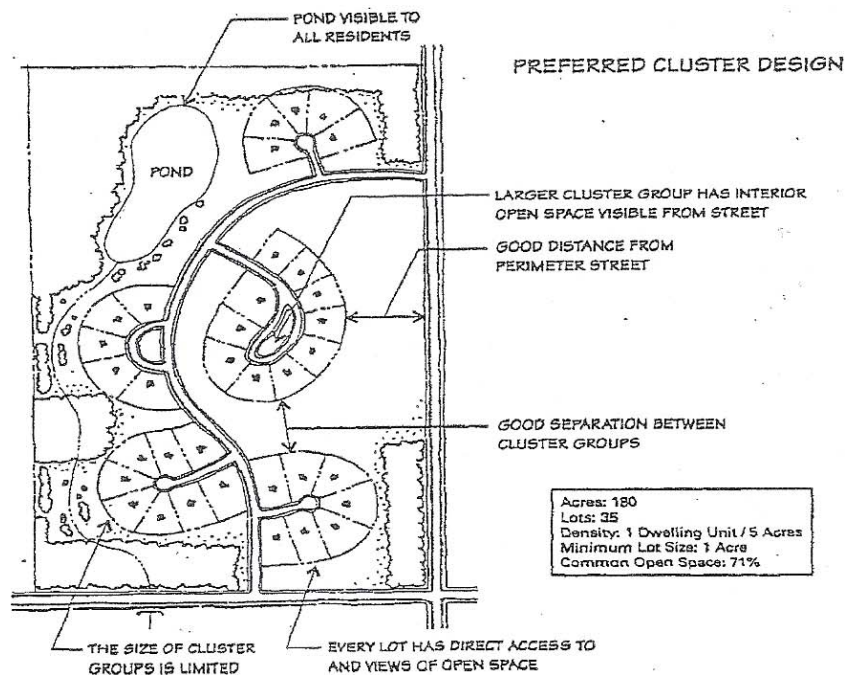 POND VISIBLE TO
ALL RESIDENTS
PREFERRED CLUSTER DESIGN
POND
LARGER CLUSTER GROUP HAS INTERIOR
OPEN SPACE VISIBLE FROM STREET
GOOD DISTANCE FROM
PERIMETER STREET
GOOD SEPARATION BETWEEN
CLUSTER GROUPS
Acres: 180
Lots: 35
Density: 1 Dwelling Unit / 5 Acres
Minimum Lot Size: 1 Acre
Common Open Space: 71%
THE SIZE OF CLUSTER
GROUPS IS LIMITED
EVERY LOT HAS DIRECT ACCESS TO
AND VIEWS OF OPEN SPACE